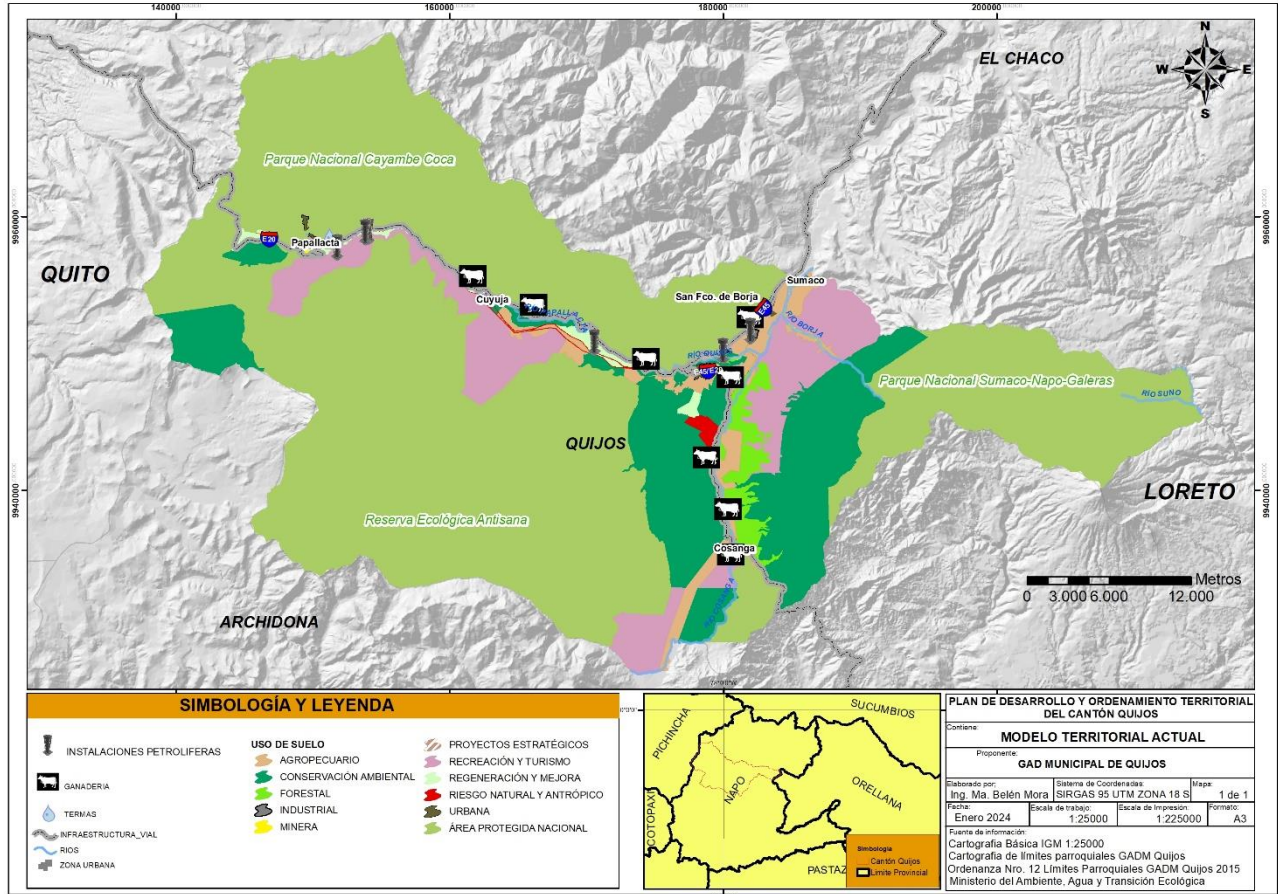 140000 160000 180000 200000
N
W E
S
EL CHACO
Parque Nacional Cayambe Coca
9960000 9960000
E20
Papallacta
QUITO
Sumaco
San Fco. de Borja
Cuyuja
E45
RÍO BORJA
RÍO QUIJOS
E45/E20
Parque Nacional Sumaco-Napo-Galeras
RÍO SUNO
QUIJOS
9940000 9940000
LORETO
Reserva Ecológica Antisana
Cosanga
Metros
0 3.000 6.000 12.000
ARCHIDONA
SIMBOLOGÍA Y LEYENDA
INSTALACIONES PETROLIFERAS
GANADERIA
TERMAS
INFRAESTRUCTURA_VIAL
RIOS
ZONA URBANA
USO DE SUELO
AGROPECUARIO
CONSERVACIÓN AMBIENTAL
FORESTAL
INDUSTRIAL
MINERA
PROYECTOS ESTRATÉGICOS
RECREACIÓN Y TURISMO
REGENERACIÓN Y MEJORA
RIESGO NATURAL Y ANTRÓPICO
URBANA
ÁREA PROTEGIDA NACIONAL
SUCUMBIOS
PICHINCHA
NAPO
ORELLANA
COTOPAXI
PASTAZ
Simbología
Cantón Quijos
Límite Provincial
PLAN DE DESARROLLO Y ORDENAMIENTO TERRITORIAL
DEL CANTÓN QUIJOS
Contiene:
MODELO TERRITORIAL ACTUAL
Proponente:
GAD MUNICIPAL DE QUIJOS
Elaborado por: Sistema de Coordenadas: Mapa:
Ing. Ma. Belén Mora SIRGAS 95 UTM ZONA 18 S 1 de 1
Fecha: Escala de trabajo: Escala de Impresión: Formato:
Enero 2024 1:25000 1:225000 A3
Fuente de información:
Cartografía Básica IGM 1:25000
Cartografía de límites parroquiales GADM Quijos
Ordenanza Nro. 12 Límites Parroquiales GADM Quijos 2015
Ministerio del Ambiente, Agua y Transición Ecológica